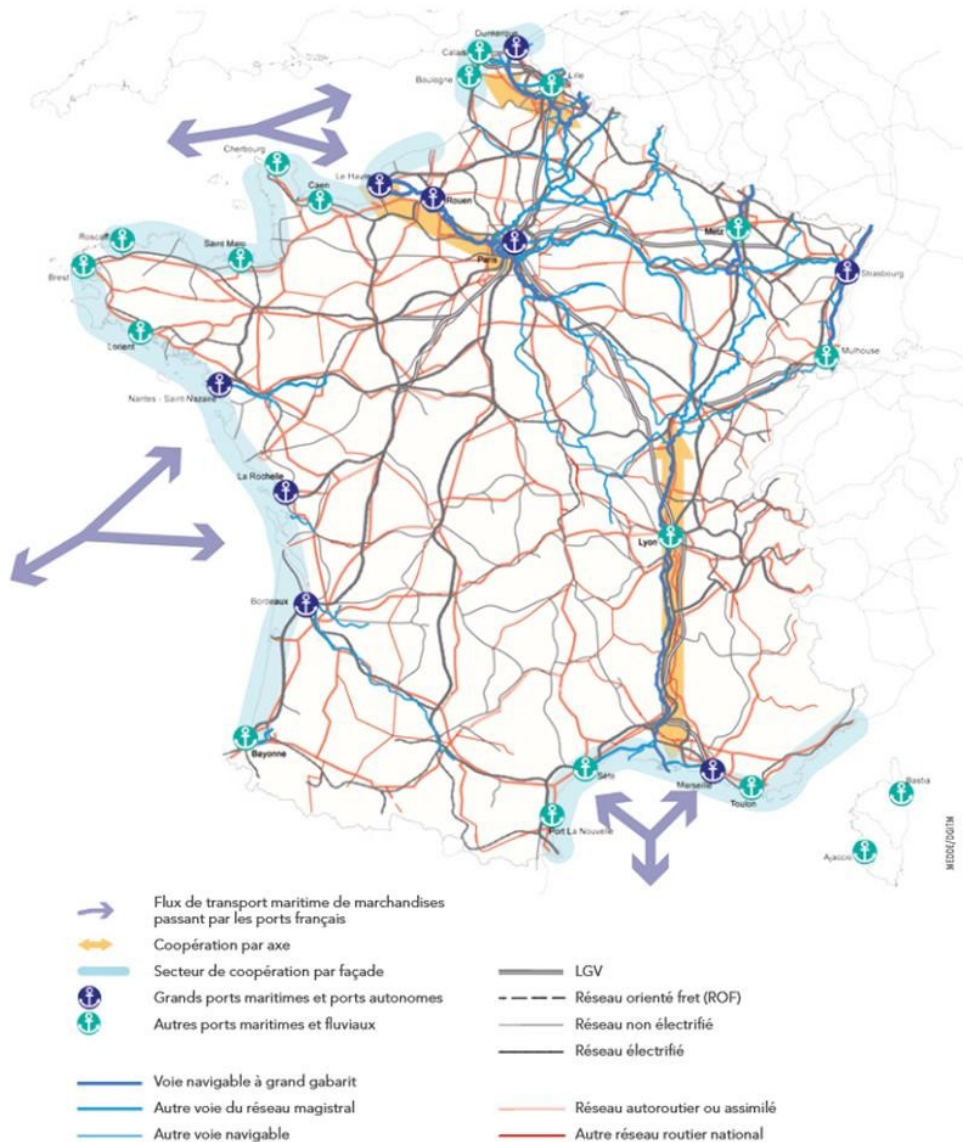 Dunkerque
Calais
Boulogne
Lille
Cherbourg
Le Havre
Caen
Rouen
Metz
Roscoff
Saint Malo
Paris
Strasbourg
Brest
Lorient
Mulhouse
Nantes - Saint-Nazaire
La Rochelle
Lyon
Bordeaux
Bayonne
Sète
Marseille
Toulon
Bastia
Port La Nouvelle
Ajaccio
Flux de transport maritime de marchandises
passant par les ports français
Coopération par axe
Secteur de coopération par façade
Grands ports maritimes et ports autonomes
Autres ports maritimes et fluviaux
LGV
Réseau orienté fret (ROF)
Réseau non électrifié
Réseau électrifié
Voie navigable à grand gabarit
Autre voie du réseau magistral
Autre voie navigable
Réseau autoroutier ou assimilé
Autre réseau routier national